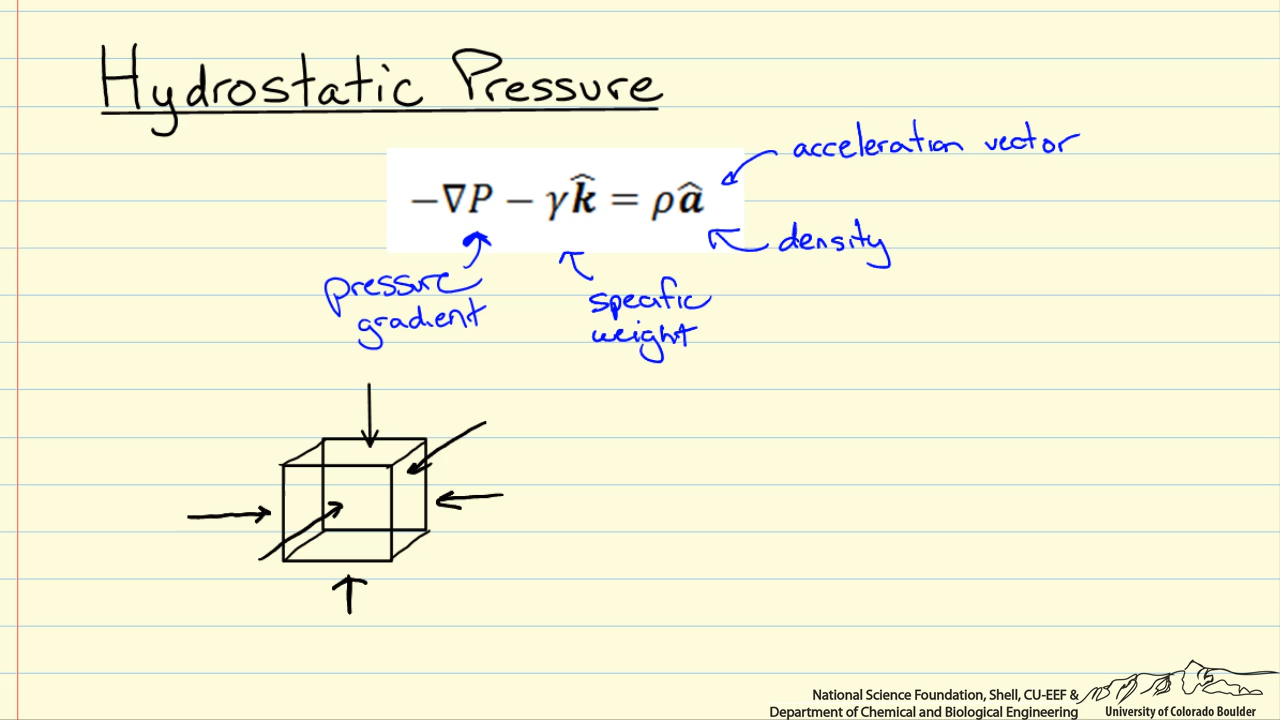 Hydrostatic Pressure
acceleration vector
−∇P − γk̂ = ρâ
density
pressure gradient
specific weight
National Science Foundation, Shell, CU-EEF &
Department of Chemical and Biological Engineering
University of Colorado Boulder